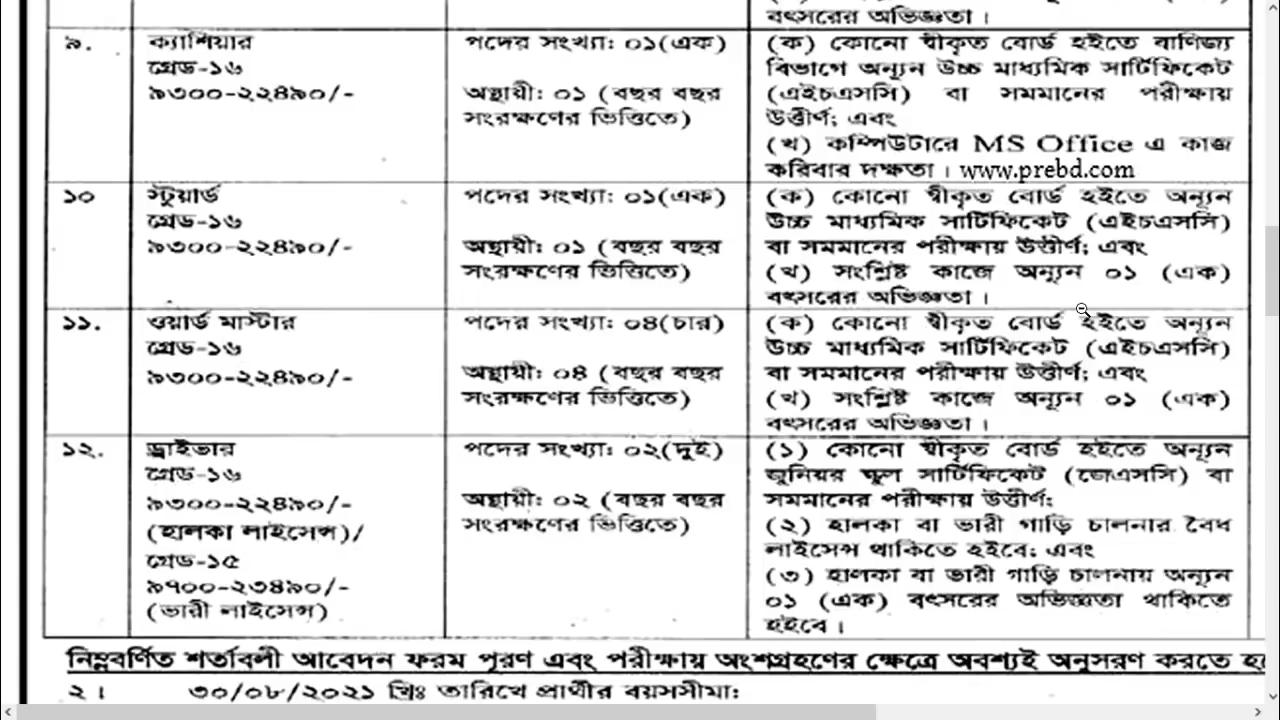 বৎসরের অভিজ্ঞতা ।
৯.
ক্যাশিয়ার
গ্রেড-১৬
৯৩০০-২২৪৯০/-
পদের সংখ্যা: ০১(এক)
অস্থায়ী: ০১ (বছর বছর
সংরক্ষণের ভিত্তিতে)
(ক) কোনো স্বীকৃত বোর্ড হইতে বাণিজ্য
বিভাগে অন্যূন উচ্চ মাধ্যমিক সার্টিফিকেট
(এইচএসসি) বা সমমানের পরীক্ষায়
উত্তীর্ণ; এবং
(খ) কম্পিউটারে MS Office এ কাজ
করিবার দক্ষতা । www.prebd.com
১০
স্টুয়ার্ড
গ্রেড-১৬
৯৩০০-২২৪৯০/-
পদের সংখ্যা: ০১(এক)
অস্থায়ী: ০১ (বছর বছর
সংরক্ষণের ভিত্তিতে)
(ক) কোনো স্বীকৃত বোর্ড হইতে অন্যূন
উচ্চ মাধ্যমিক সার্টিফিকেট (এইচএসসি)
বা সমমানের পরীক্ষায় উত্তীর্ণ; এবং
(খ) সংশ্লিষ্ট কাজে অন্যূন ০১ (এক)
বৎসরের অভিজ্ঞতা ।
১১.
ওয়ার্ড মাস্টার
গ্রেড-১৬
৯৩০০-২২৪৯০/-
পদের সংখ্যা: ০৪(চার)
অস্থায়ী: ০৪ (বছর বছর
সংরক্ষণের ভিত্তিতে)
(ক) কোনো স্বীকৃত বোর্ড হইতে অন্যূন
উচ্চ মাধ্যমিক সার্টিফিকেট (এইচএসসি)
বা সমমানের পরীক্ষায় উত্তীর্ণ; এবং
(খ) সংশ্লিষ্ট কাজে অন্যূন ০১ (এক)
বৎসরের অভিজ্ঞতা ।
১২.
ড্রাইভার
গ্রেড-১৬
৯৩০০-২২৪৯০/-
(হালকা লাইসেন্স)/
গ্রেড-১৫
৯৭০০-২৩৪৯০/-
(ভারী লাইসেন্স)
পদের সংখ্যা: ০২(দুই)
অস্থায়ী: ০২ (বছর বছর
সংরক্ষণের ভিত্তিতে)
(১) কোনো স্বীকৃত বোর্ড হইতে অন্যূন
জুনিয়র স্কুল সার্টিফিকেট (জেএসসি) বা
সমমানের পরীক্ষায় উত্তীর্ণ;
(২) হালকা বা ভারী গাড়ি চালনার বৈধ
লাইসেন্স থাকিতে হইবে; এবং
(৩) হালকা বা ভারী গাড়ি চালনায় অন্যূন
০১ (এক) বৎসরের অভিজ্ঞতা থাকিতে
হইবে ।
নিম্নবর্ণিত শর্তাবলী আবেদন ফরম পূরণ এবং পরীক্ষায় অংশগ্রহণের ক্ষেত্রে অবশ্যই অনুসরণ করতে
২ । ৩০/০৮/২০২১ খ্রিঃ তারিখে প্রার্থীর বয়সসীমা: